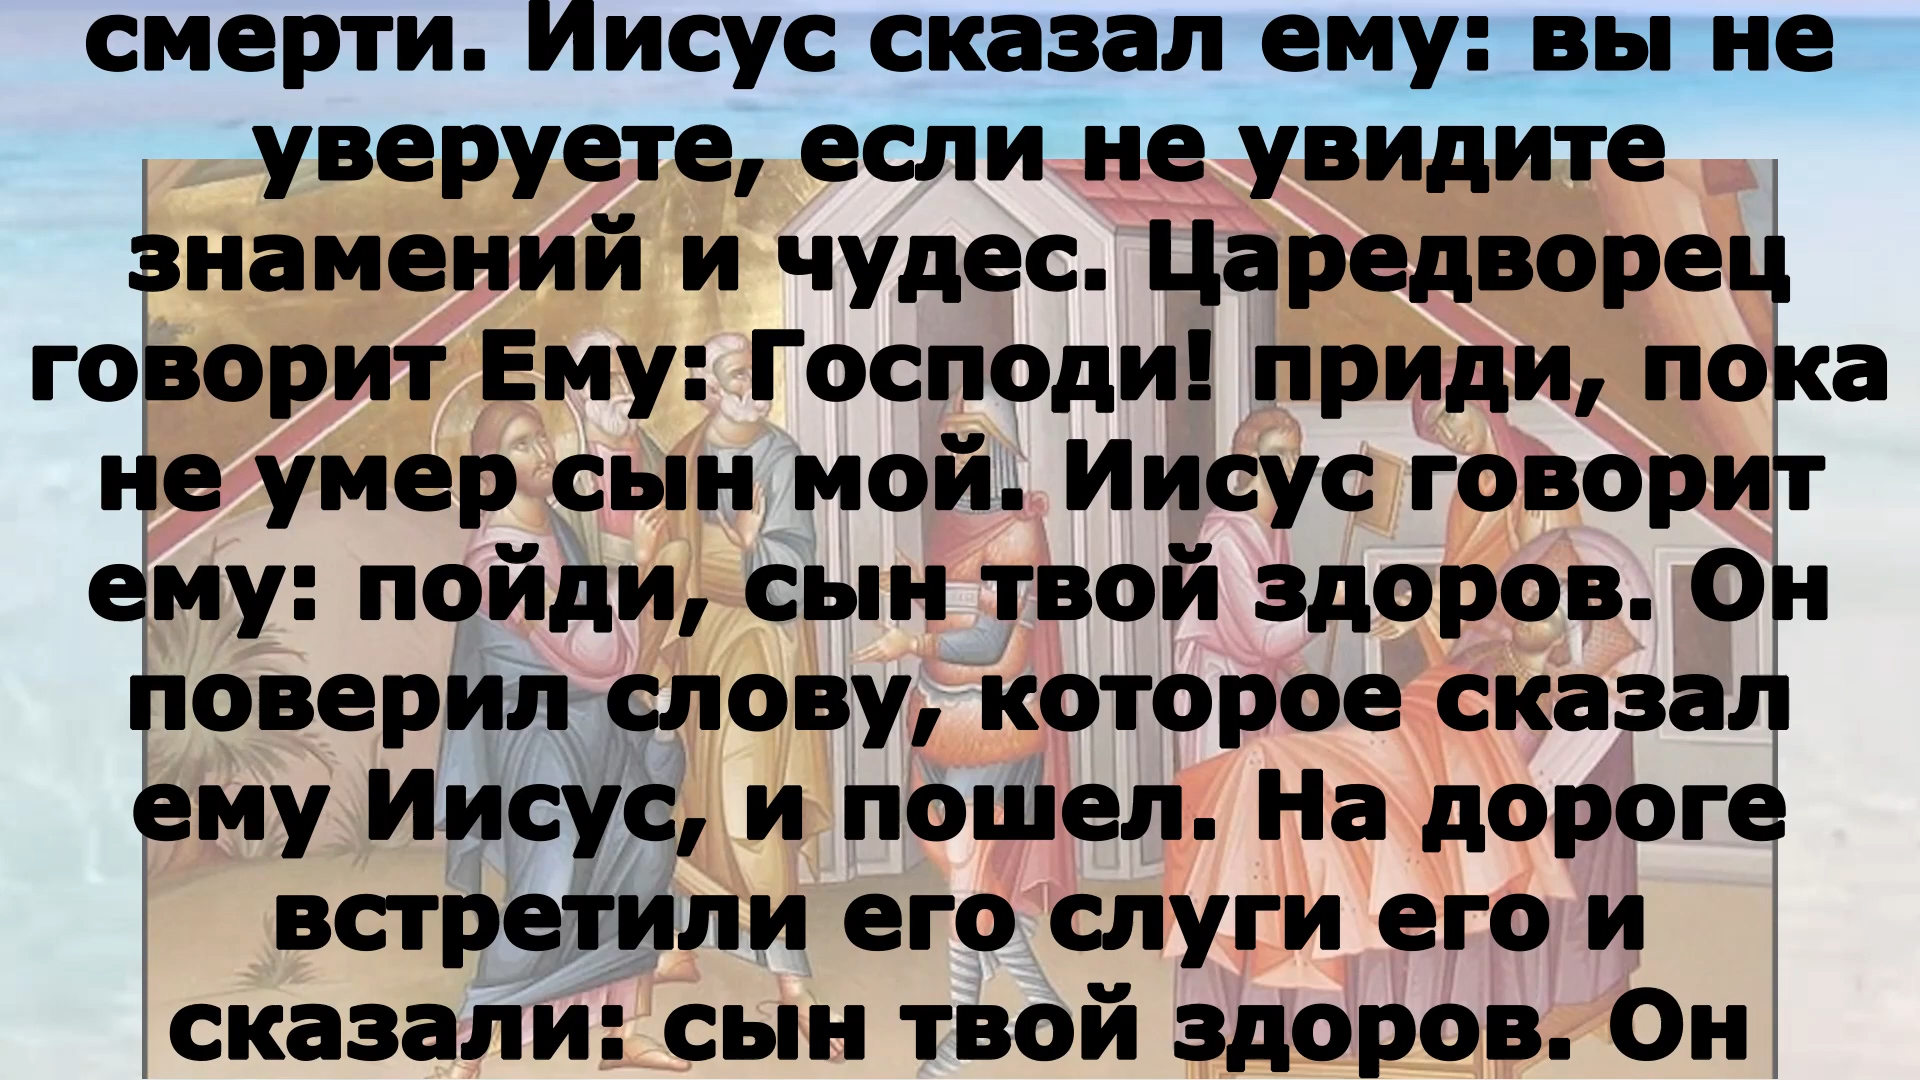 смерти. Иисус сказал ему: вы не
уверуете, если не увидите
знамений и чудес. Царедворец
говорит Ему: Господи! приди, пока
не умер сын мой. Иисус говорит
ему: пойди, сын твой здоров. Он
поверил слову, которое сказал
ему Иисус, и пошел. На дороге
встретили его слуги его и
сказали: сын твой здоров. Он